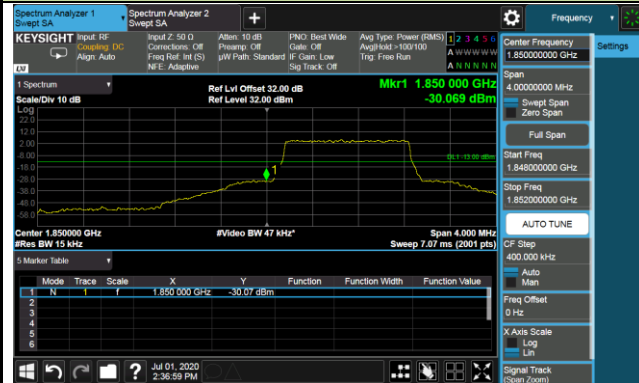 Spectrum Analyzer 1
Swept SA
Spectrum Analyzer 2
Swept SA
+
Frequency
KEYSIGHT
Input: RF
Coupling: DC
Align: Auto
Input Z: 50 Ω
Corrections: Off
Freq Ref: Int (S)
NFE: Adaptive
Atten: 10 dB
Preamp: Off
µW Path: Standard
PNO: Best Wide
Gate: Off
IF Gain: Low
Sig Track: Off
Avg Type: Power (RMS)
Avg|Hold:>100/100
Trig: Free Run
1 2 3 4 5 6
A W W W W W
A N N N N N
LXI
1 Spectrum
Scale/Div 10 dB
Ref Lvl Offset 32.00 dB
Ref Level 32.00 dBm
Mkr1 1.850 000 GHz
-30.069 dBm
Log
22.0
12.0
2.00
-8.00
-18.0
-28.0
-38.0
-48.0
-58.0
DL1 -13.00 dBm
1
Center 1.850000 GHz
#Res BW 15 kHz
#Video BW 47 kHz*
Span 4.000 MHz
Sweep 7.07 ms (2001 pts)
5 Marker Table
Mode Trace Scale X Y Function Function Width Function Value
1 N 1 f 1.850 000 GHz -30.07 dBm
2
3
4
5
6
Jul 01, 2020
2:36:59 PM
Center Frequency
1.850000000 GHz
Settings
Span
4.00000000 MHz
Swept Span
Zero Span
Full Span
Start Freq
1.848000000 GHz
Stop Freq
1.852000000 GHz
AUTO TUNE
CF Step
400.000 kHz
Auto
Man
Freq Offset
0 Hz
X Axis Scale
Log
Lin
Signal Track
(Span Zoom)